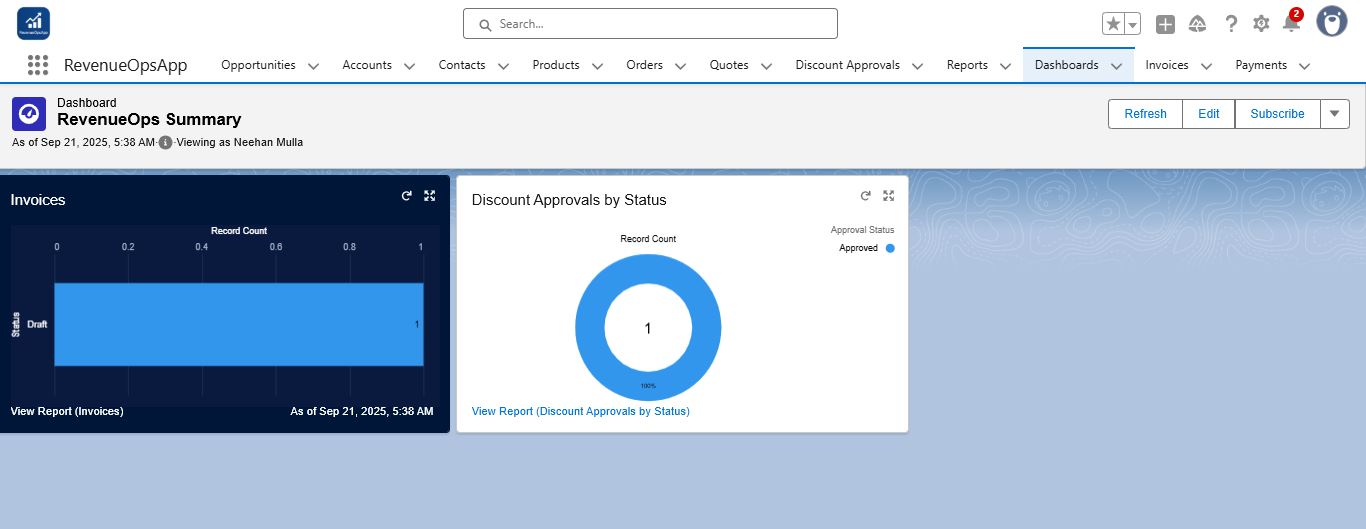 RevenueOpsApp
Search...
2
RevenueOpsApp
Opportunities
Accounts
Contacts
Products
Orders
Quotes
Discount Approvals
Reports
Dashboards
Invoices
Payments
Dashboard
RevenueOps Summary
As of Sep 21, 2025, 5:38 AM·Viewing as Neehan Mulla
Refresh
Edit
Subscribe
Invoices
Record Count
0 0.2 0.4 0.6 0.8 1
Status
Draft
1
View Report (Invoices)
As of Sep 21, 2025, 5:38 AM
Discount Approvals by Status
Approval Status
Approved
Record Count
1
100%
View Report (Discount Approvals by Status)